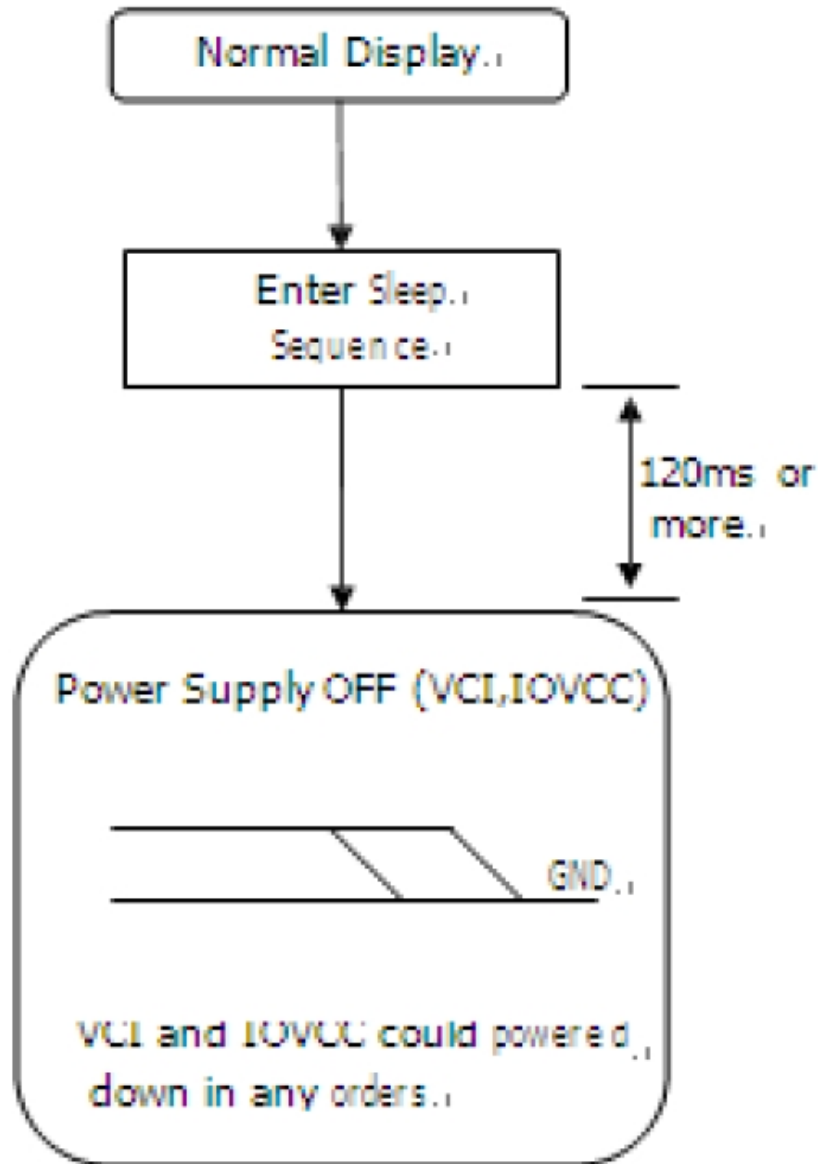 Normal Display.
Enter Sleep.
Sequence.
120ms or
more.
Power Supply OFF (VCI,IOVCC)
GND.
VCI and IOVCC could powered.
down in any orders.